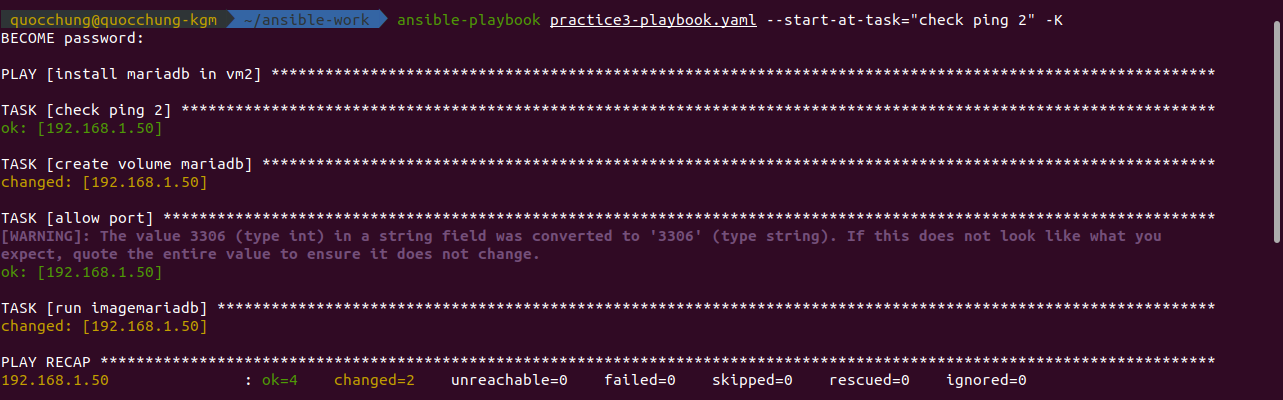 quocchung@quocchung-kgm ~/ansible-work ansible-playbook practice3-playbook.yaml --start-at-task="check ping 2" -K
BECOME password:
PLAY [install mariadb in vm2] *********************************************************************************************************
TASK [check ping 2] *******************************************************************************************************************
ok: [192.168.1.50]
TASK [create volume mariadb] **********************************************************************************************************
changed: [192.168.1.50]
TASK [allow port] *********************************************************************************************************************
[WARNING]: The value 3306 (type int) in a string field was converted to '3306' (type string). If this does not look like what you
expect, quote the entire value to ensure it does not change.
ok: [192.168.1.50]
TASK [run imagemariadb] ***************************************************************************************************************
changed: [192.168.1.50]
PLAY RECAP ****************************************************************************************************************************
192.168.1.50 : ok=4 changed=2 unreachable=0 failed=0 skipped=0 rescued=0 ignored=0